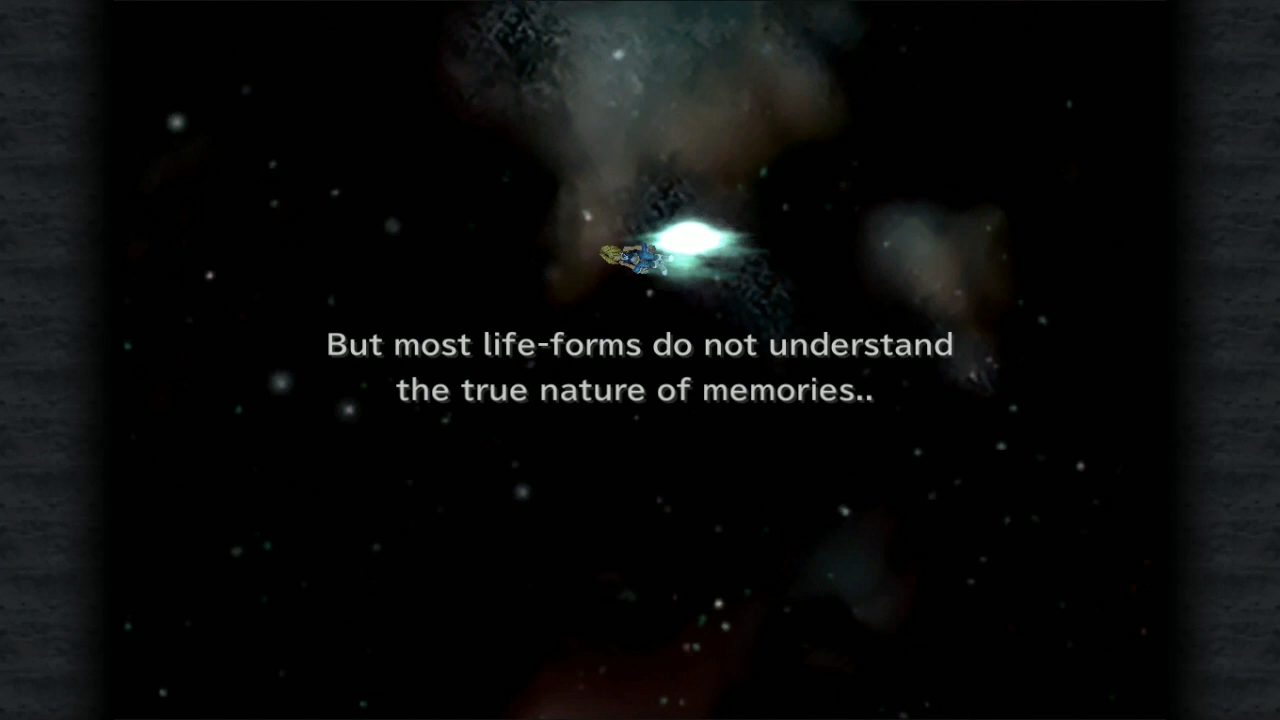 But most life-forms do not understand
the true nature of memories..